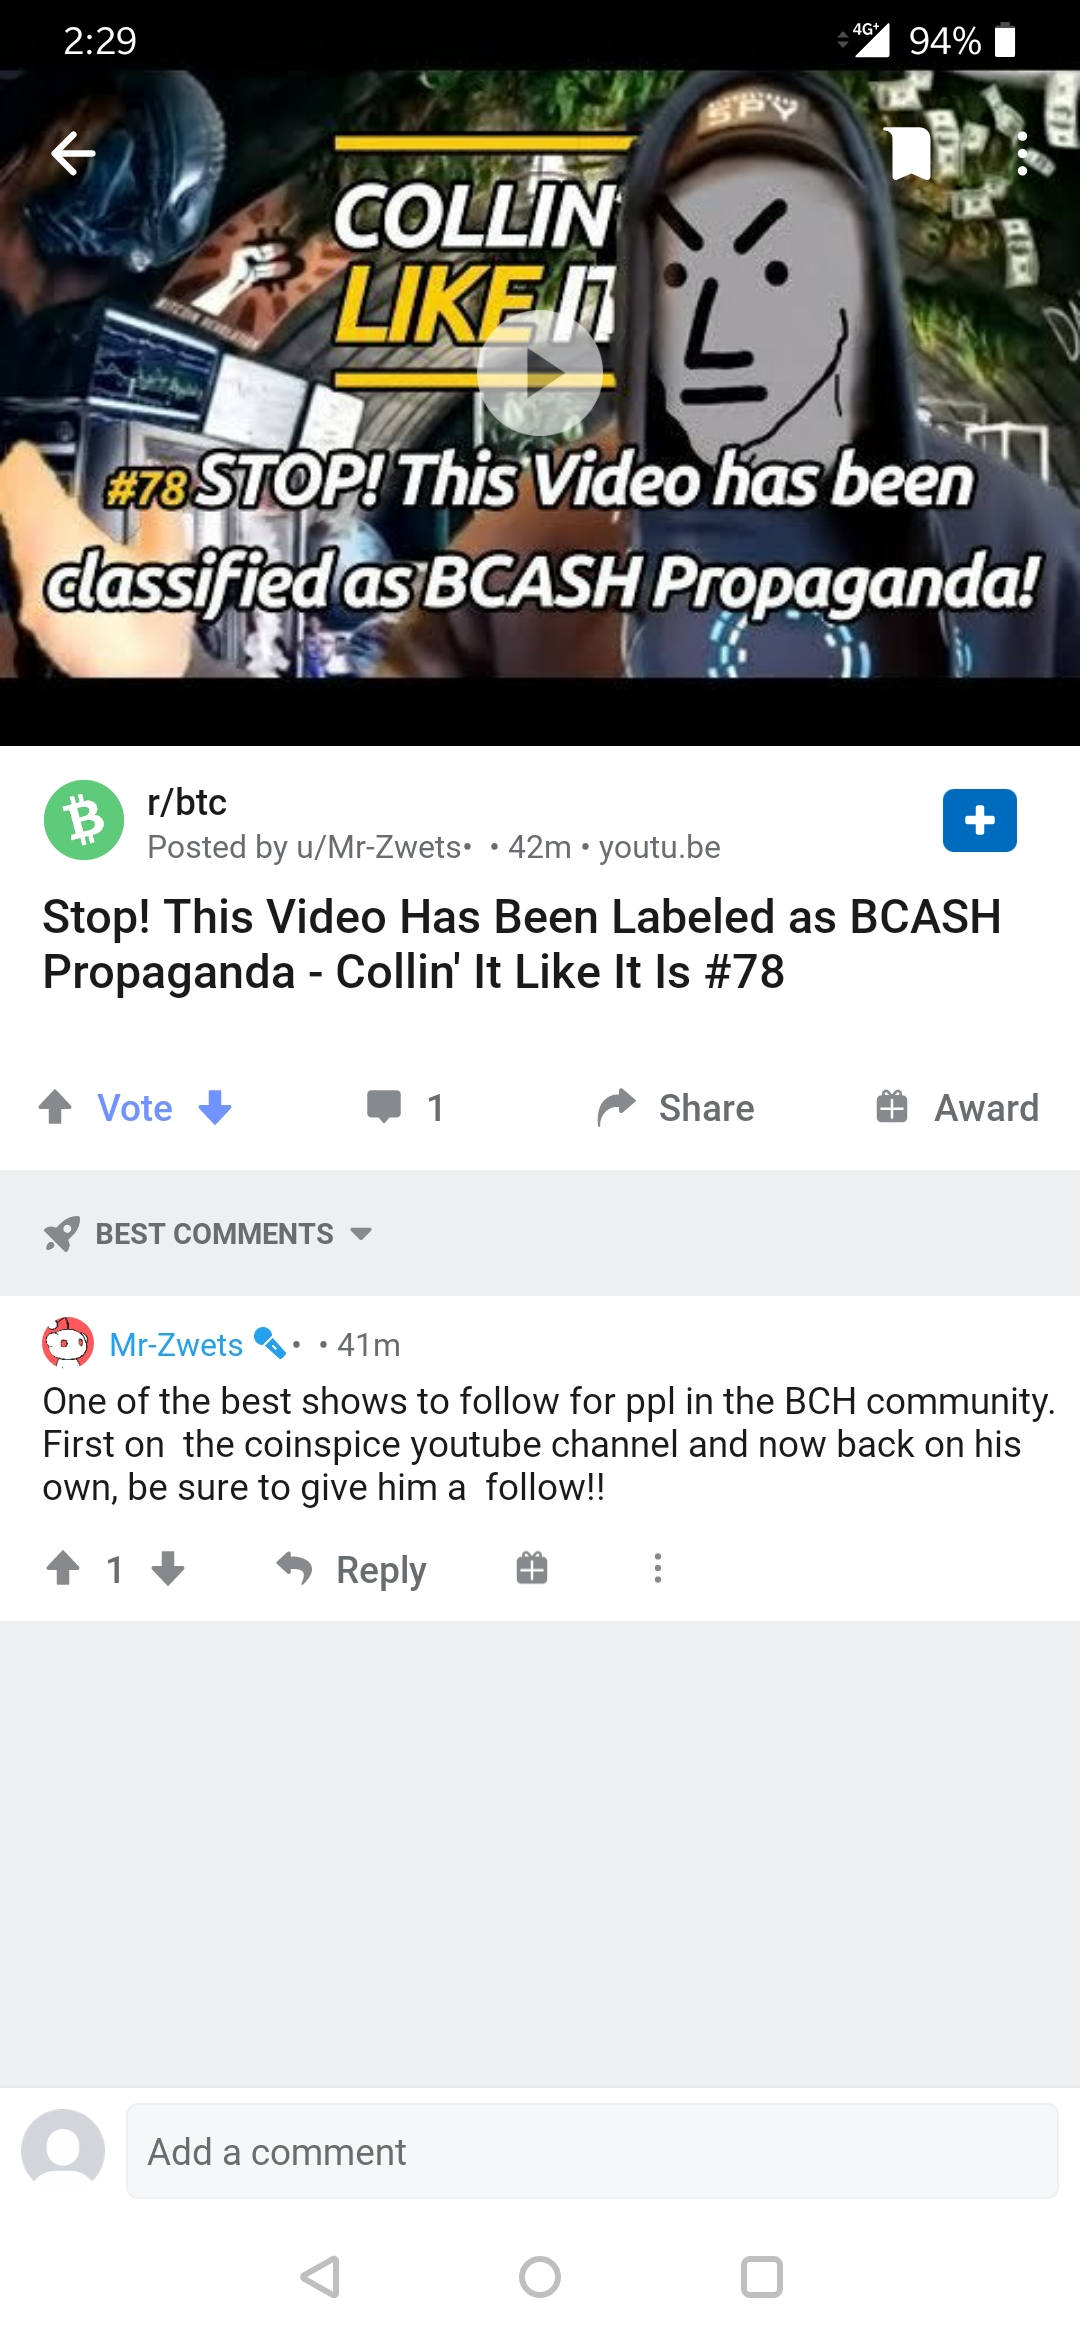 2:29
4G+
94%
SPY
COLLIN'
LIKE IT
#78 STOP! This Video has been
classified as BCASH Propaganda!
r/btc
Posted by u/Mr-Zwets• • 42m • youtu.be
Stop! This Video Has Been Labeled as BCASH
Propaganda - Collin' It Like It Is #78
Vote
1
Share
Award
BEST COMMENTS
Mr-Zwets • • 41m
One of the best shows to follow for ppl in the BCH community.
First on  the coinspice youtube channel and now back on his
own, be sure to give him a  follow!!
1
Reply
Add a comment